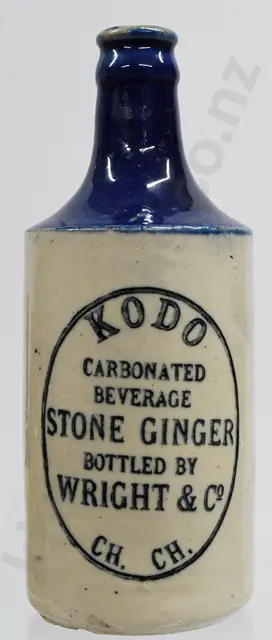 KODO
CARBONATED
BEVERAGE
STONE GINGER
BOTTLED BY
WRIGHT & Co
CH. CH.